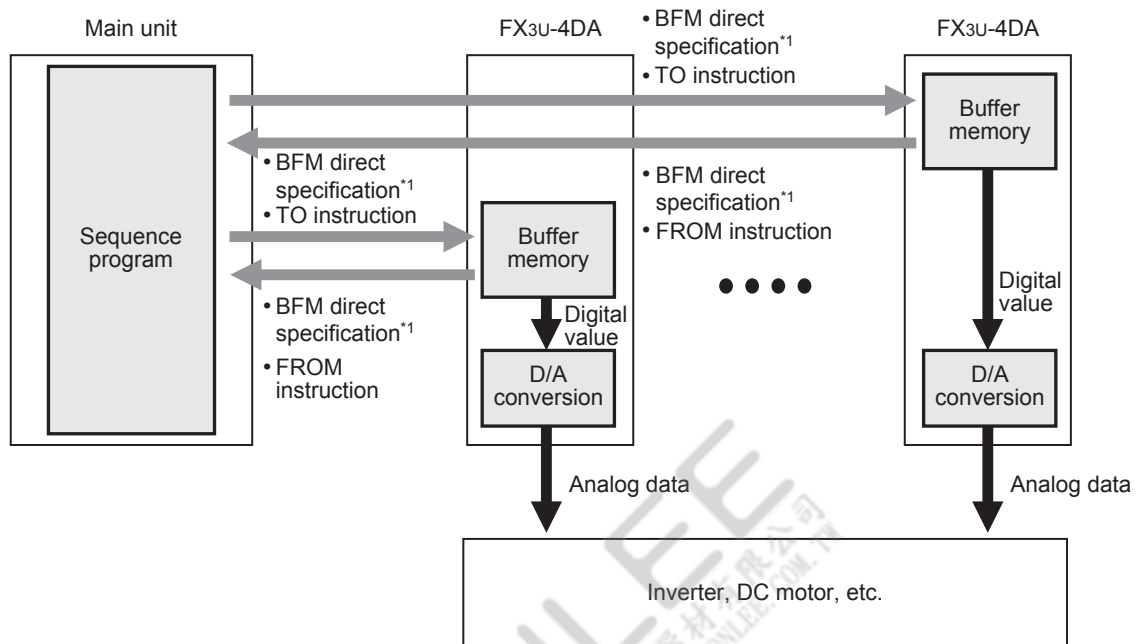 Main unit
FX3U-4DA
• BFM direct
specification*1
• TO instruction
FX3U-4DA
Sequence
program
• BFM direct
specification*1
• TO instruction
• BFM direct
specification*1
• FROM
instruction
Buffer
memory
Digital
value
D/A
conversion
Analog data
• BFM direct
specification*1
• FROM instruction
Buffer
memory
Digital
value
D/A
conversion
Analog data
Inverter, DC motor, etc.